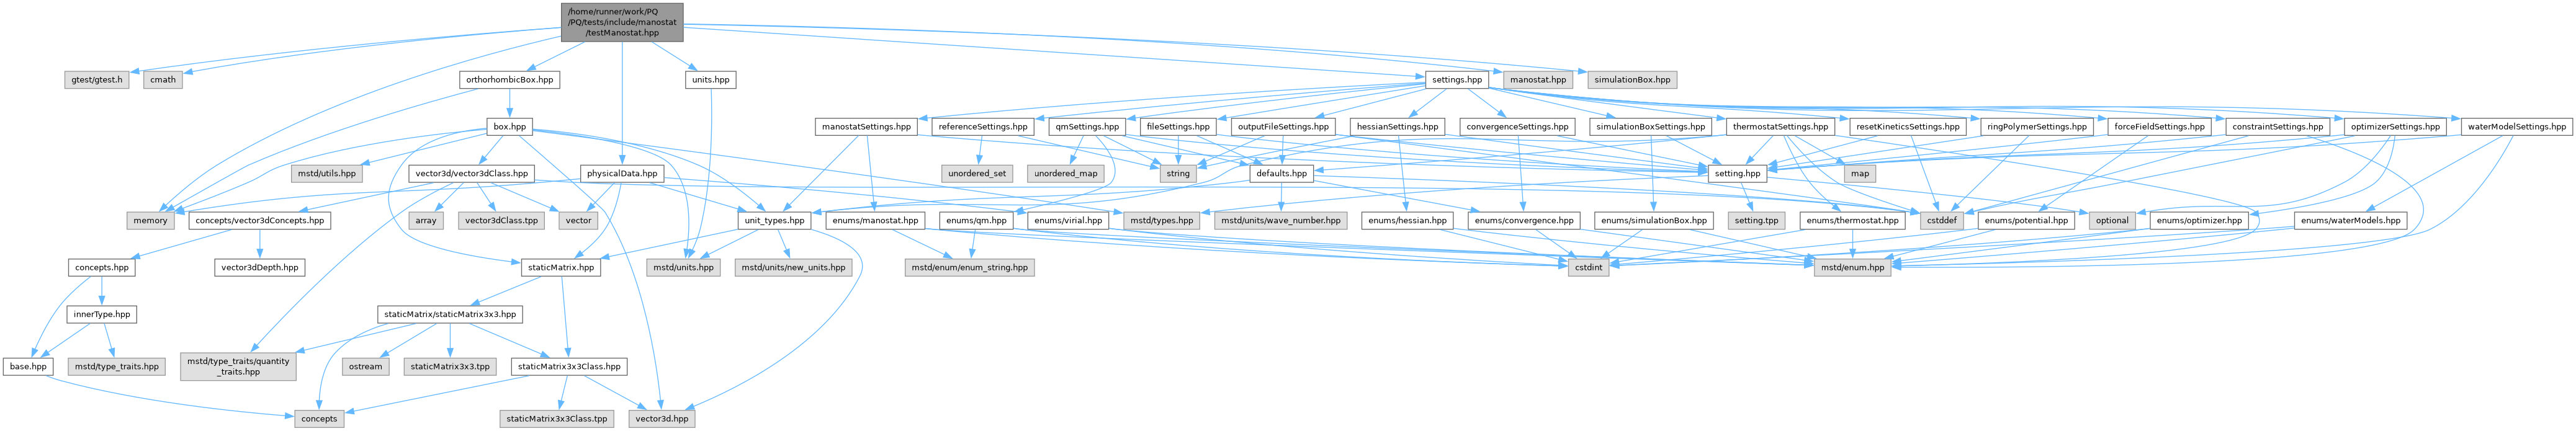 /home/runner/work/PQ
/PQ/tests/include/manostat
/testManostat.hpp
gtest/gtest.h
cmath
orthorhombicBox.hpp
units.hpp
settings.hpp
manostat.hpp
simulationBox.hpp
box.hpp
manostatSettings.hpp
referenceSettings.hpp
qmSettings.hpp
fileSettings.hpp
outputFileSettings.hpp
hessianSettings.hpp
convergenceSettings.hpp
simulationBoxSettings.hpp
thermostatSettings.hpp
resetKineticsSettings.hpp
ringPolymerSettings.hpp
forceFieldSettings.hpp
constraintSettings.hpp
optimizerSettings.hpp
waterModelSettings.hpp
mstd/utils.hpp
vector3d/vector3dClass.hpp
physicalData.hpp
unordered_set
unordered_map
string
defaults.hpp
setting.hpp
map
memory
concepts/vector3dConcepts.hpp
array
vector3dClass.tpp
vector
unit_types.hpp
enums/manostat.hpp
enums/qm.hpp
enums/virial.hpp
mstd/types.hpp
mstd/units/wave_number.hpp
enums/hessian.hpp
enums/convergence.hpp
enums/simulationBox.hpp
setting.tpp
enums/thermostat.hpp
cstddef
enums/potential.hpp
optional
enums/optimizer.hpp
enums/waterModels.hpp
concepts.hpp
vector3dDepth.hpp
staticMatrix.hpp
mstd/units.hpp
mstd/units/new_units.hpp
mstd/enum/enum_string.hpp
cstdint
mstd/enum.hpp
innerType.hpp
staticMatrix/staticMatrix3x3.hpp
base.hpp
mstd/type_traits.hpp
mstd/type_traits/quantity
_traits.hpp
ostream
staticMatrix3x3.tpp
staticMatrix3x3Class.hpp
concepts
staticMatrix3x3Class.tpp
vector3d.hpp